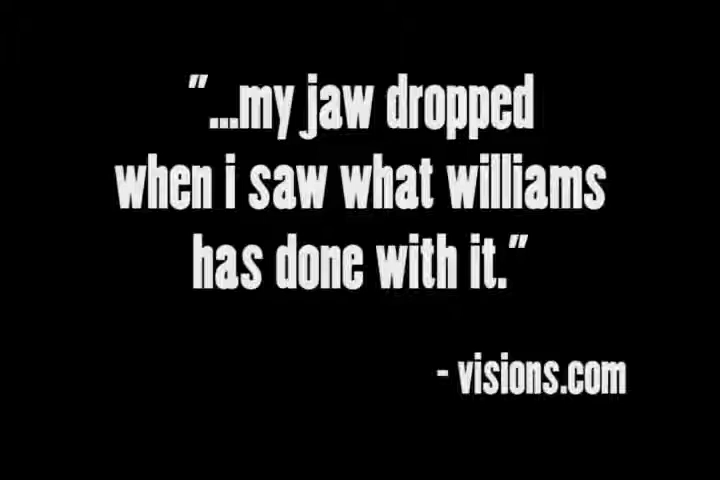 "...my jaw dropped
when i saw what williams
has done with it."
- visions.com